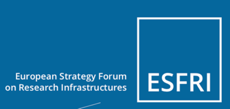 European Strategy Forum
on Research Infrastructures
ESFRI